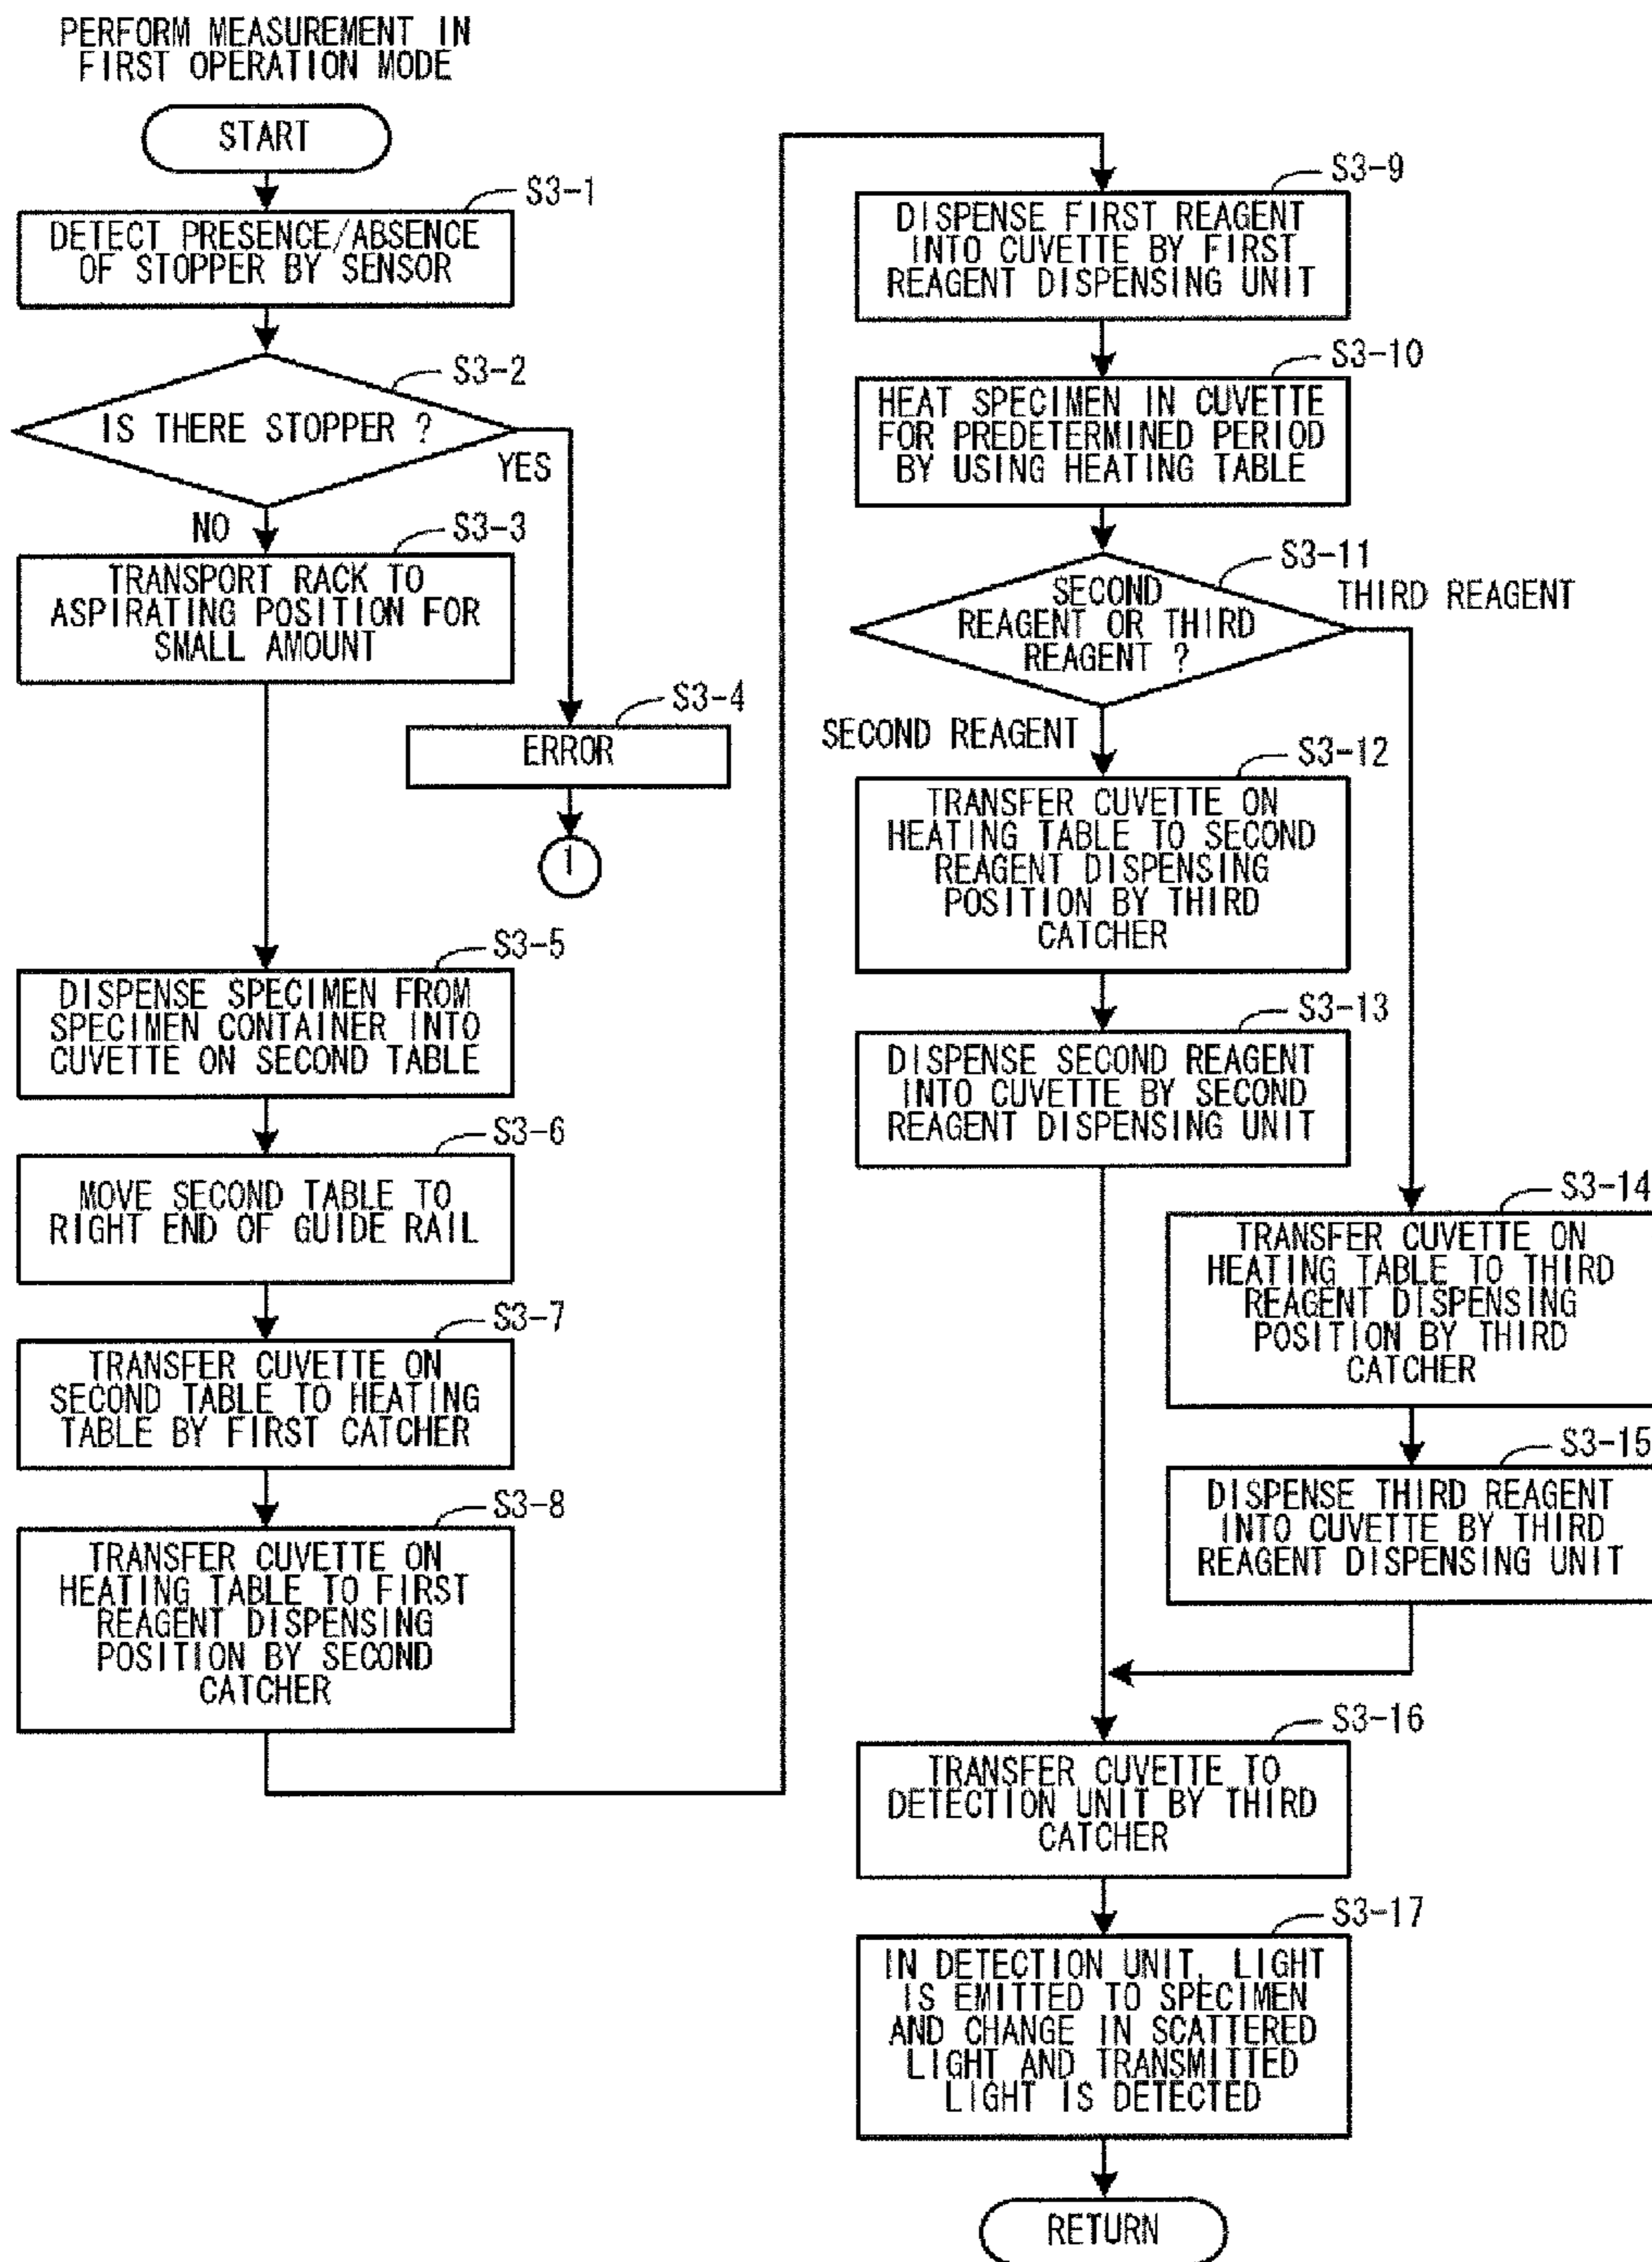 PERFORM MEASUREMENT IN
FIRST OPERATION MODE
START
S3-1
DETECT PRESENCE/ABSENCE
OF STOPPER BY SENSOR
S3-2
IS THERE STOPPER ?
YES
NO
S3-3
TRANSPORT RACK TO
ASPIRATING POSITION FOR
SMALL AMOUNT
S3-4
ERROR
1
S3-5
DISPENSE SPECIMEN FROM
SPECIMEN CONTAINER INTO
CUVETTE ON SECOND TABLE
S3-6
MOVE SECOND TABLE TO
RIGHT END OF GUIDE RAIL
S3-7
TRANSFER CUVETTE ON
SECOND TABLE TO HEATING
TABLE BY FIRST CATCHER
S3-8
TRANSFER CUVETTE ON
HEATING TABLE TO FIRST
REAGENT DISPENSING
POSITION BY SECOND
CATCHER
S3-9
DISPENSE FIRST REAGENT
INTO CUVETTE BY FIRST
REAGENT DISPENSING UNIT
S3-10
HEAT SPECIMEN IN CUVETTE
FOR PREDETERMINED PERIOD
BY USING HEATING TABLE
S3-11
SECOND
REAGENT OR THIRD
REAGENT ?
THIRD REAGENT
SECOND REAGENT
S3-12
TRANSFER CUVETTE ON
HEATING TABLE TO SECOND
REAGENT DISPENSING
POSITION BY THIRD
CATCHER
S3-13
DISPENSE SECOND REAGENT
INTO CUVETTE BY SECOND
REAGENT DISPENSING UNIT
S3-14
TRANSFER CUVETTE ON
HEATING TABLE TO THIRD
REAGENT DISPENSING
POSITION BY THIRD
CATCHER
S3-15
DISPENSE THIRD REAGENT
INTO CUVETTE BY THIRD
REAGENT DISPENSING UNIT
S3-16
TRANSFER CUVETTE TO
DETECTION UNIT BY THIRD
CATCHER
S3-17
IN DETECTION UNIT, LIGHT
IS EMITTED TO SPECIMEN
AND CHANGE IN SCATTERED
LIGHT AND TRANSMITTED
LIGHT IS DETECTED
RETURN